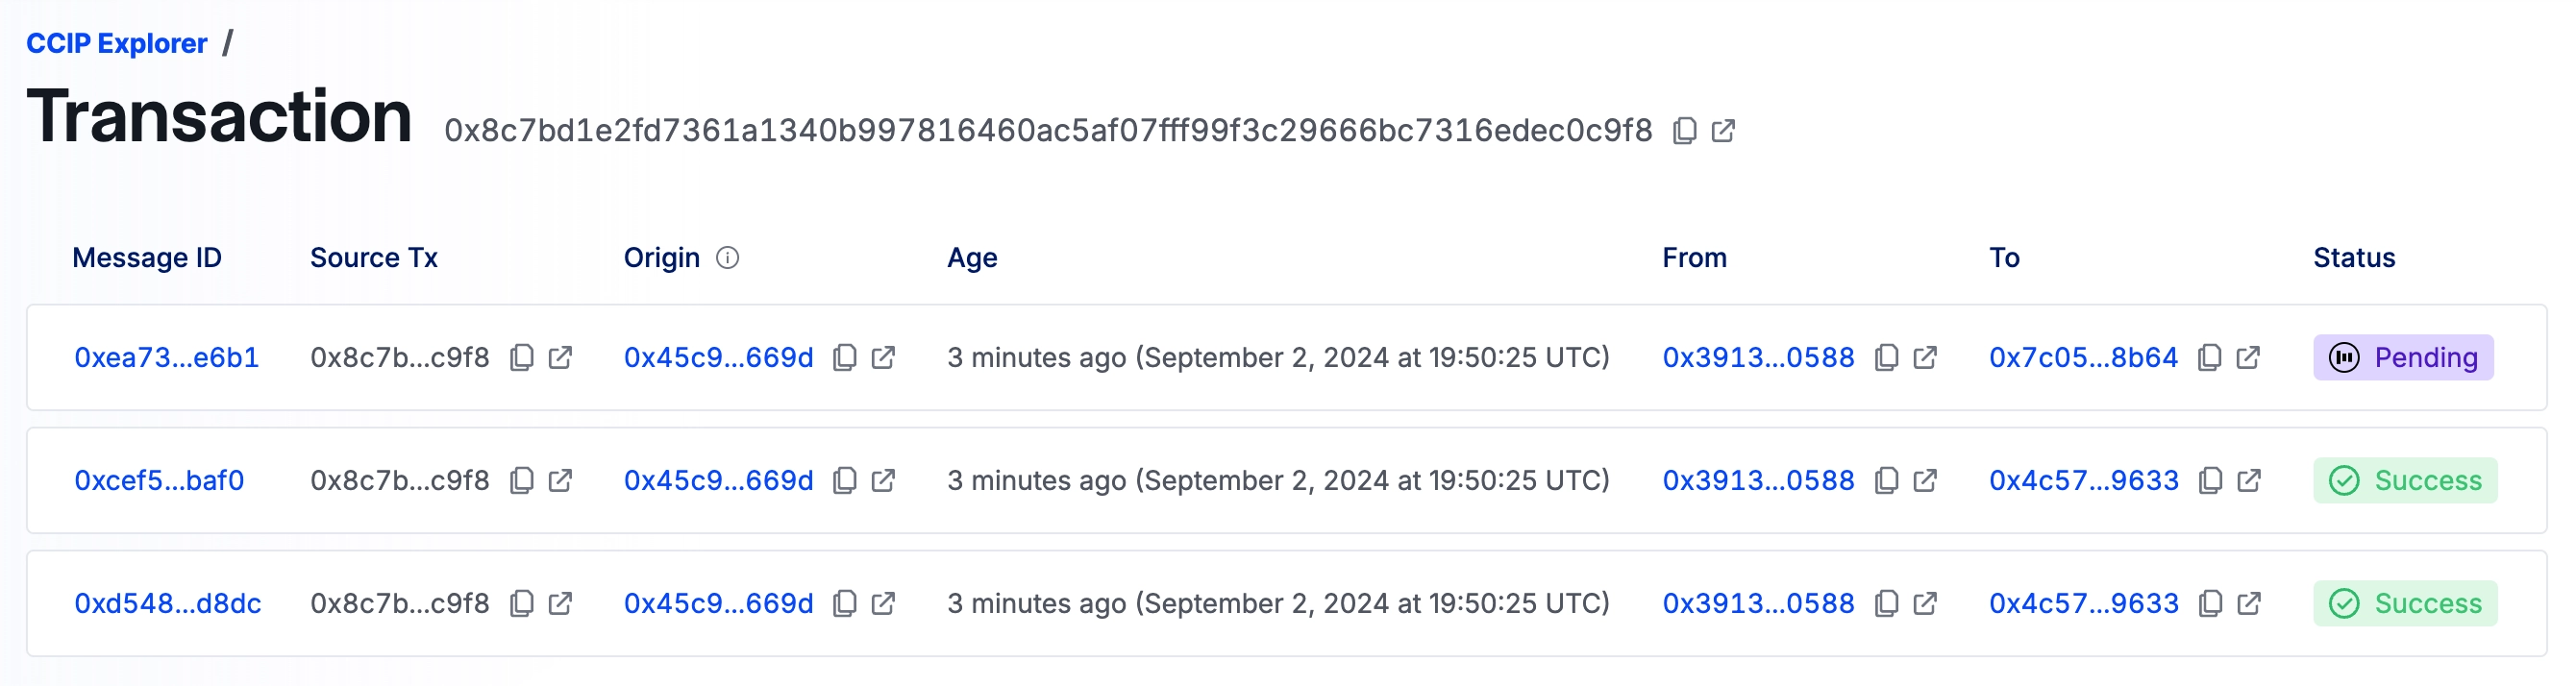 CCIP Explorer /
Transaction 0x8c7bd1e2fd7361a1340b997816460ac5af07fff99f3c29666bc7316edec0c9f8
Message ID Source Tx Origin Age From To Status
0xea73...e6b1 0x8c7b...c9f8 0x45c9...669d 3 minutes ago (September 2, 2024 at 19:50:25 UTC) 0x3913...0588 0x7c05...8b64 Pending
0xcef5...baf0 0x8c7b...c9f8 0x45c9...669d 3 minutes ago (September 2, 2024 at 19:50:25 UTC) 0x3913...0588 0x4c57...9633 Success
0xd548...d8dc 0x8c7b...c9f8 0x45c9...669d 3 minutes ago (September 2, 2024 at 19:50:25 UTC) 0x3913...0588 0x4c57...9633 Success